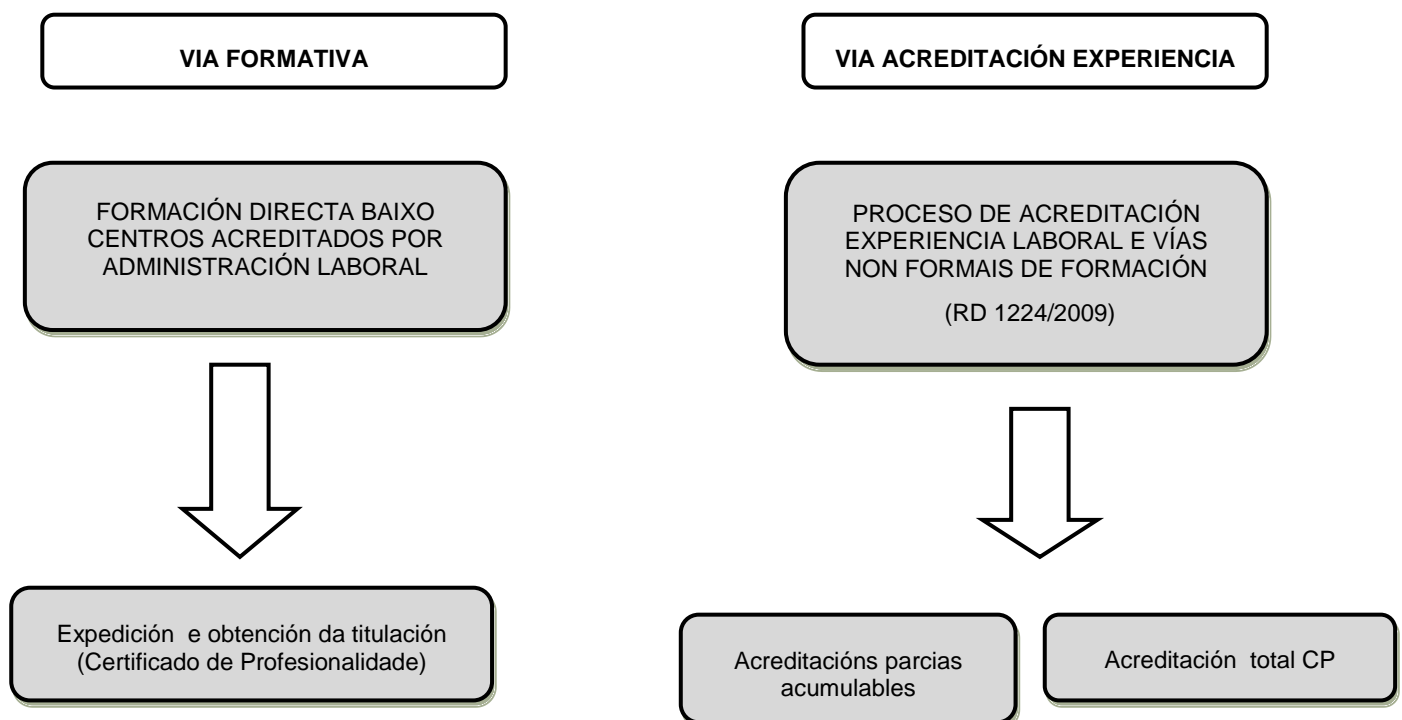 VIA FORMATIVA
FORMACIÓN DIRECTA BAIXO
CENTROS ACREDITADOS POR
ADMINISTRACIÓN LABORAL
Expedición e obtención da titulación
(Certificado de Profesionalidade)
VIA ACREDITACIÓN EXPERIENCIA
PROCESO DE ACREDITACIÓN
EXPERIENCIA LABORAL E VÍAS
NON FORMAIS DE FORMACIÓN
(RD 1224/2009)
Acreditacións parcias
acumulables
Acreditación total CP